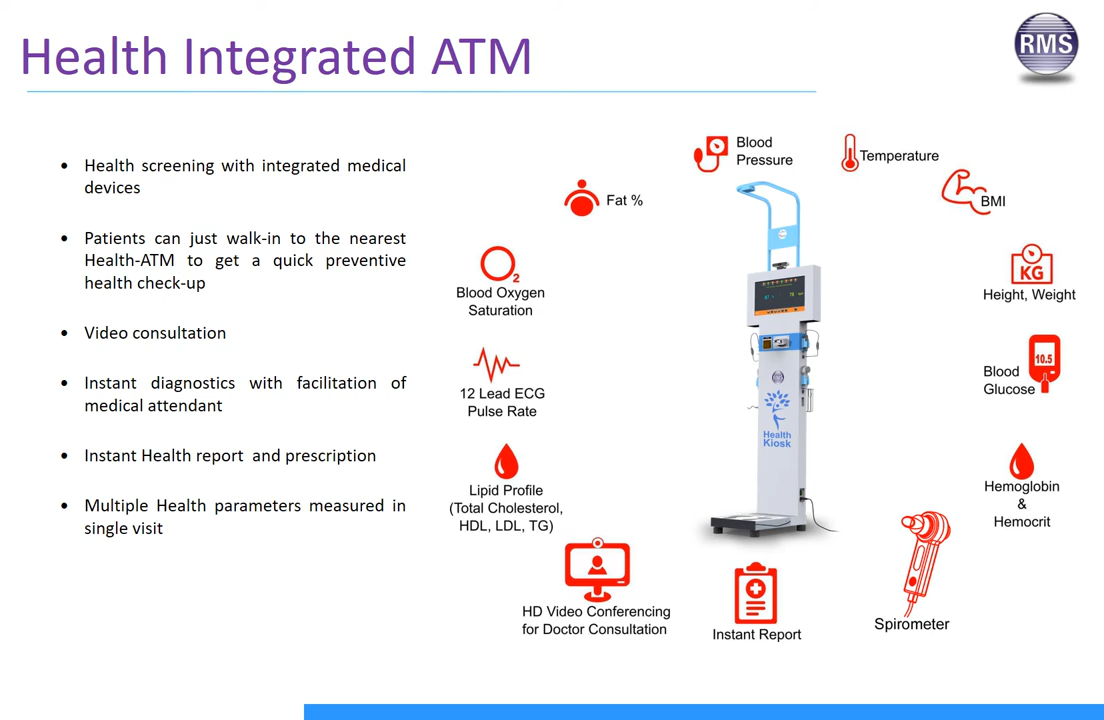 Health Integrated ATM
RMS
Health screening with integrated medical
devices
Patients can just walk-in to the nearest
Health-ATM to get a quick preventive
health check-up
Video consultation
Instant diagnostics with facilitation of
medical attendant
Instant Health report and prescription
Multiple Health parameters measured in
single visit
Blood
Pressure
Temperature
Fat %
BMI
O2
Blood Oxygen
Saturation
KG
Height, Weight
12 Lead ECG
Pulse Rate
10.5
Blood
Glucose
Health
Kiosk
Lipid Profile
(Total Cholesterol,
HDL, LDL, TG)
Hemoglobin
&
Hemocrit
HD Video Conferencing
for Doctor Consultation
Instant Report
Spirometer